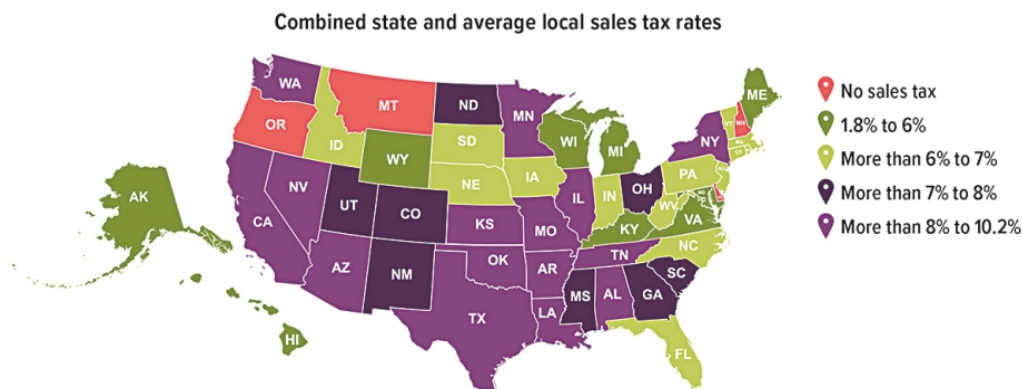 Combined state and average local sales tax rates
WA
MT
ND
MN
ME
OR
ID
WY
SD
WI
MI
NY
VT
NH
MA
CT
NV
UT
CO
NE
IA
IL
IN
OH
PA
NJ
CA
AZ
NM
KS
MO
KY
WV
VA
OK
AR
TN
NC
TX
LA
MS
AL
GA
SC
FL
AK
HI
No sales tax
1.8% to 6%
More than 6% to 7%
More than 7% to 8%
More than 8% to 10.2%